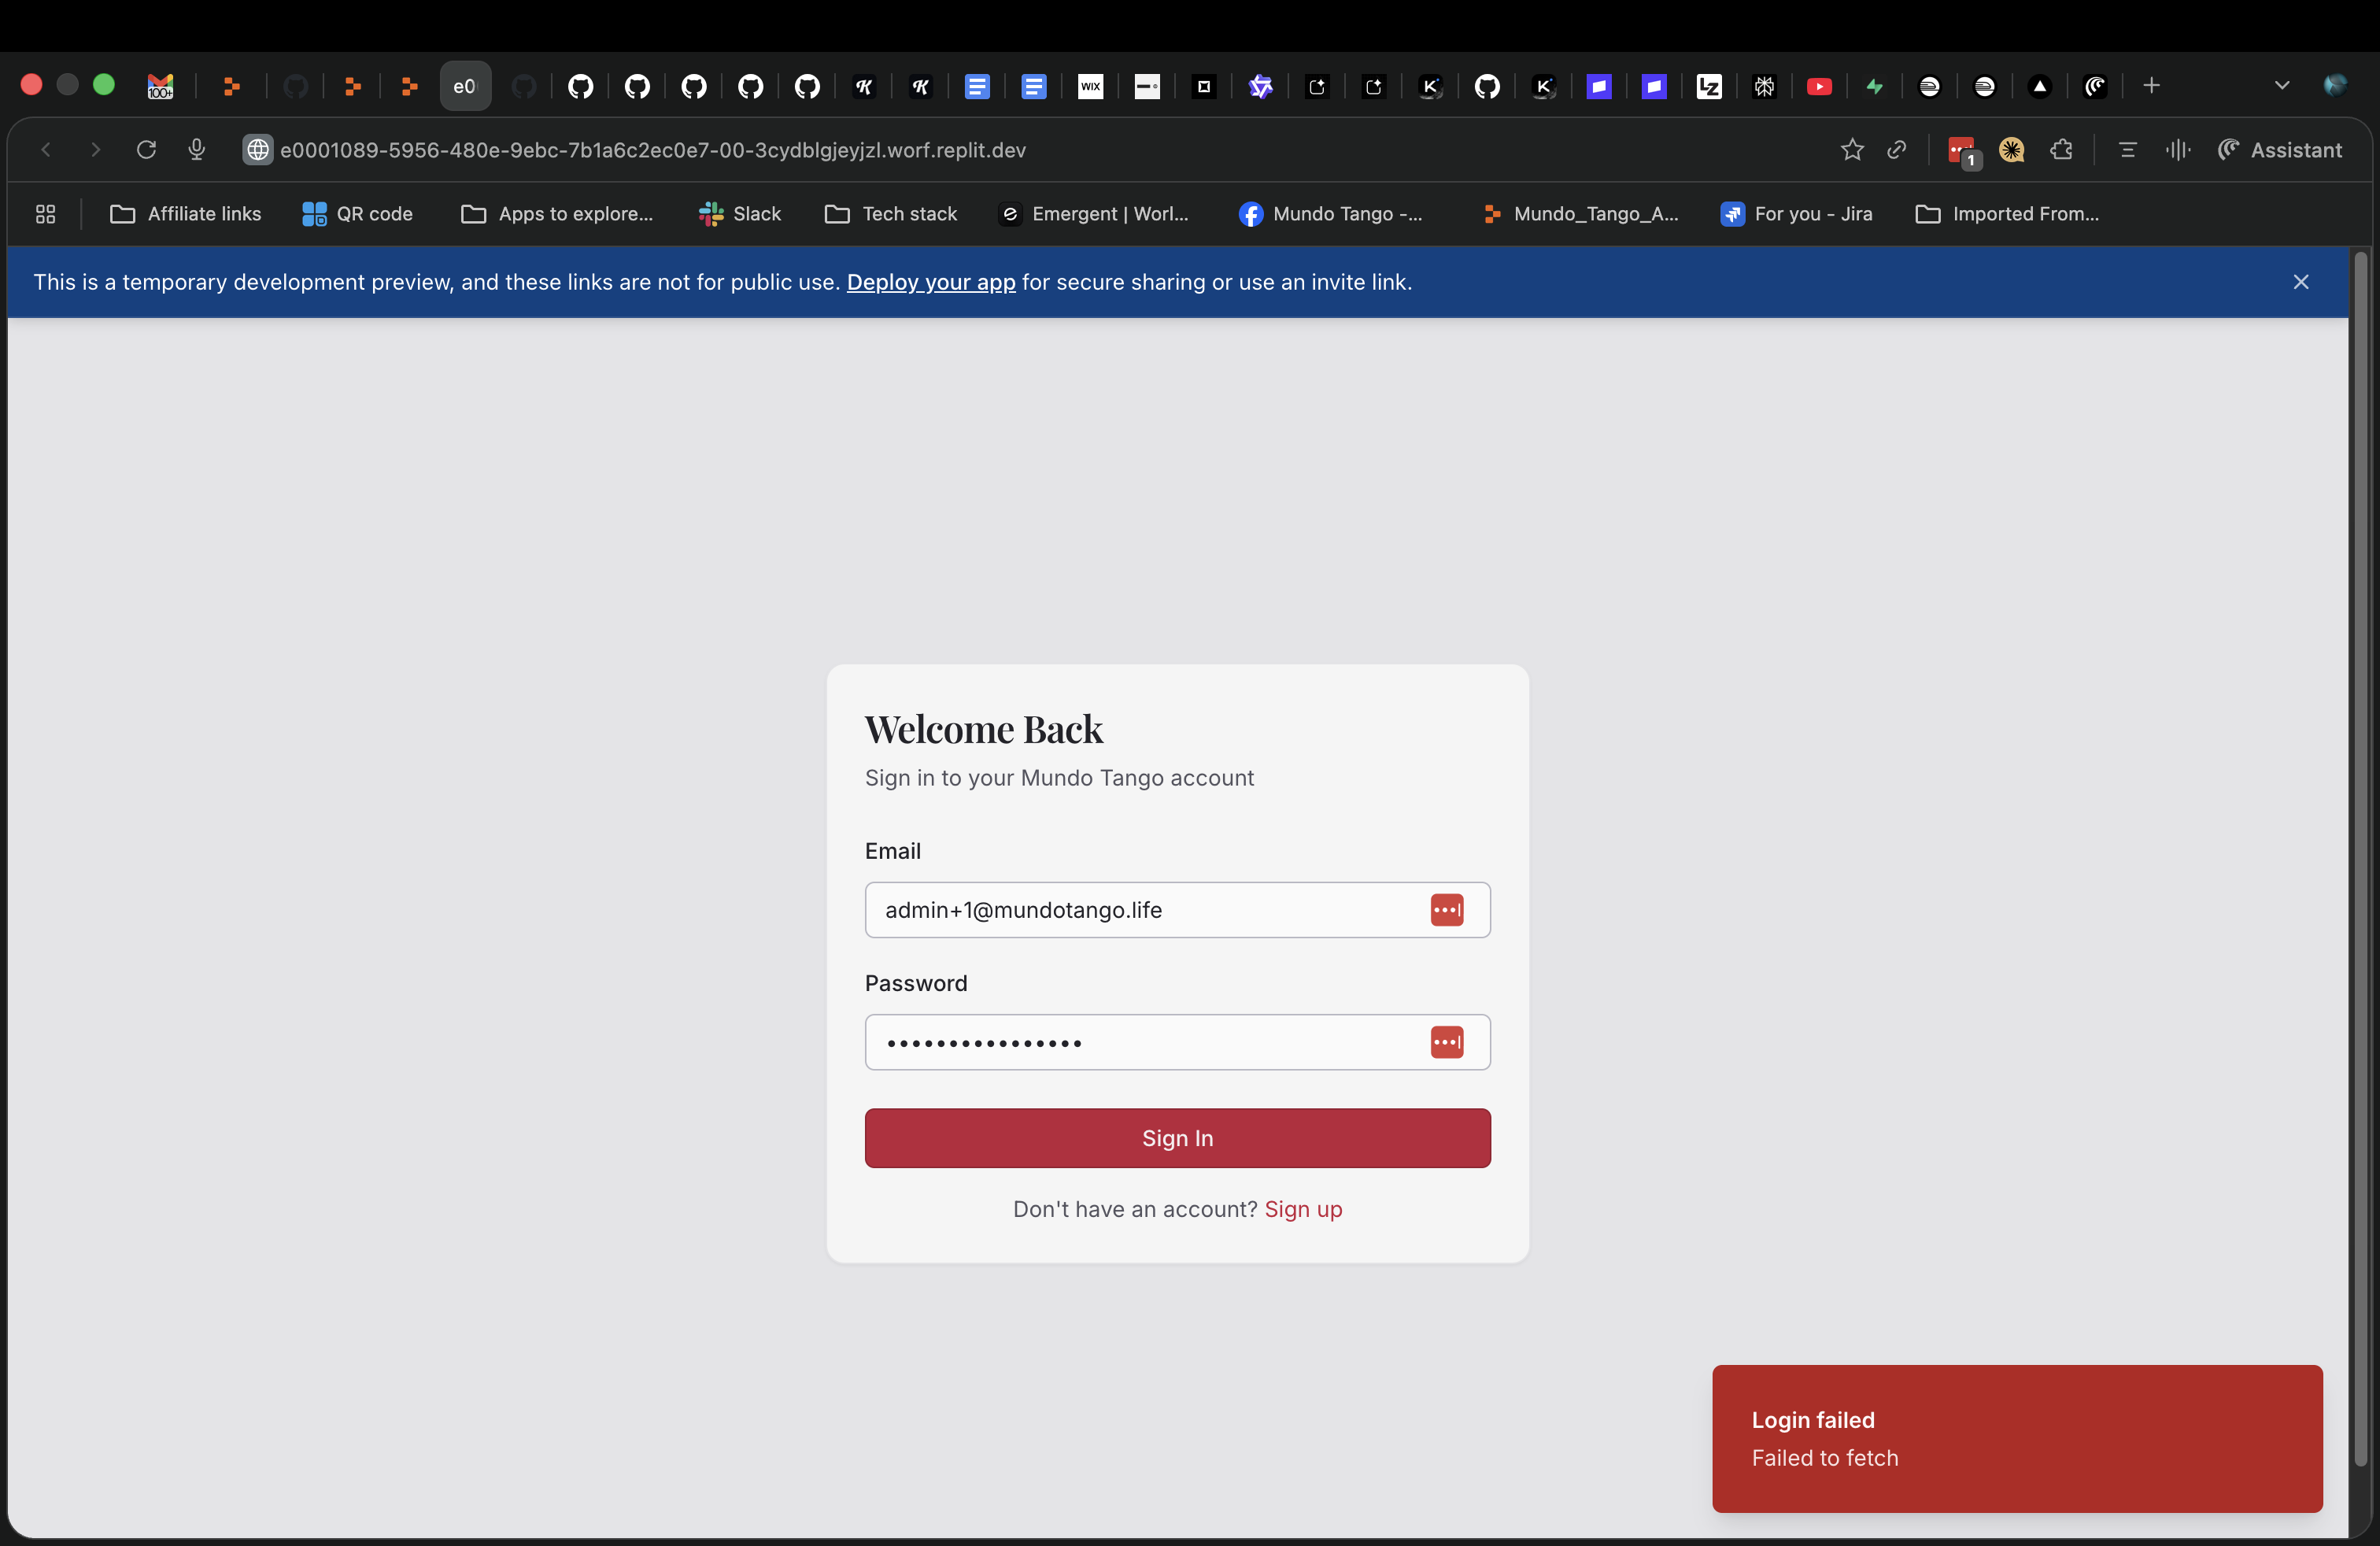 100+
e0
WIX
LZ
e0001089-5956-480e-9ebc-7b1a6c2ec0e7-00-3cydblgjeyjzl.worf.replit.dev
1
Assistant
Affiliate links
QR code
Apps to explore...
Slack
Tech stack
Emergent | Worl...
Mundo Tango -...
Mundo_Tango_A...
For you - Jira
Imported From...
This is a temporary development preview, and these links are not for public use. Deploy your app for secure sharing or use an invite link.
Welcome Back
Sign in to your Mundo Tango account
Email
admin+1@mundotango.life
Password
••••••••••••••••
Sign In
Don't have an account? Sign up
Login failed
Failed to fetch